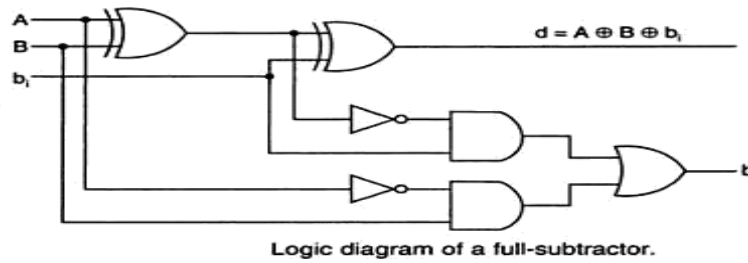 A
d = A ⊕ B ⊕ bᵢ
B
bᵢ
b
Logic diagram of a full-subtractor.